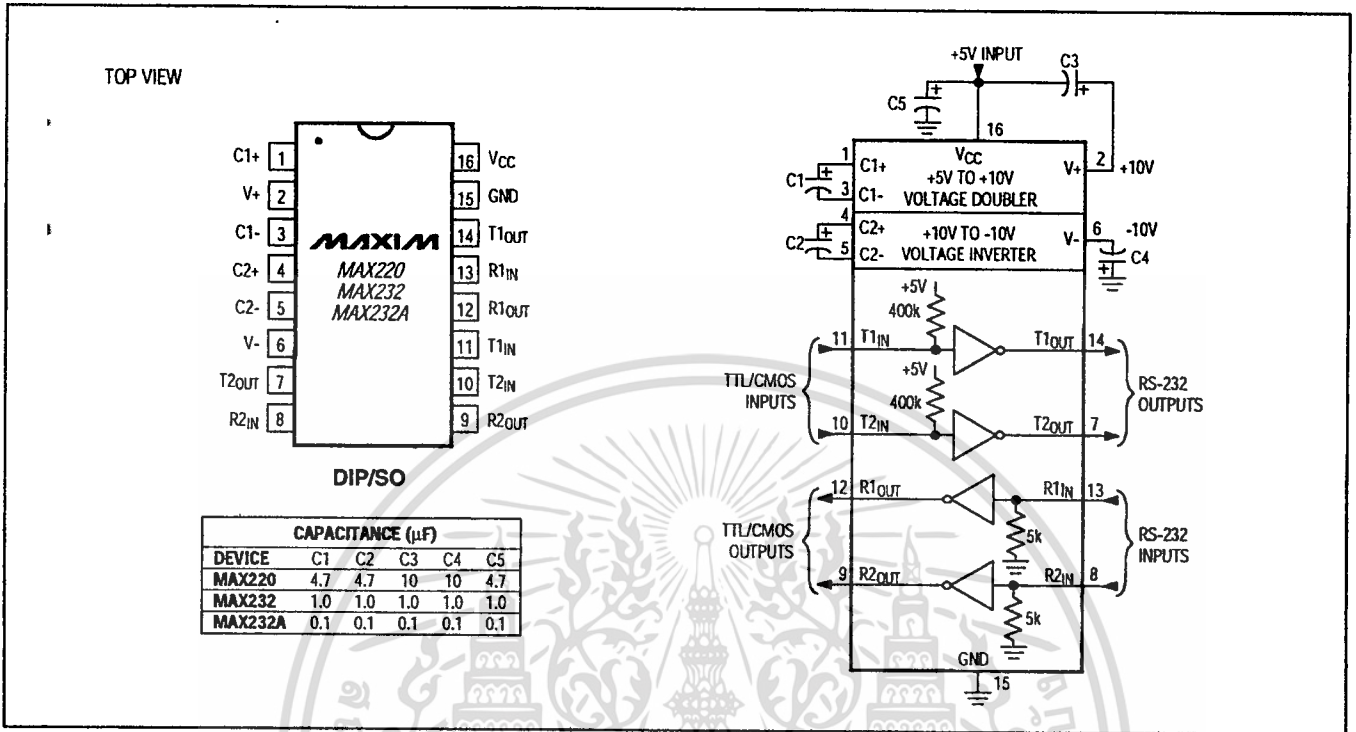 TOP VIEW
C1+ 1
V+ 2
C1- 3
C2+ 4
C2- 5
V- 6
T2OUT 7
R2IN 8
16 VCC
15 GND
14 T1OUT
13 R1IN
12 R1OUT
11 T1IN
10 T2IN
9 R2OUT
MAXIM
MAX220
MAX232
MAX232A
DIP/SO
CAPACITANCE (µF)
DEVICE C1 C2 C3 C4 C5
MAX220 4.7 4.7 10 10 4.7
MAX232 1.0 1.0 1.0 1.0 1.0
MAX232A 0.1 0.1 0.1 0.1 0.1
+5V INPUT
C3
+
C5
+
+
16
VCC
1 C1+
C1 +
3 C1-
+5V TO +10V
VOLTAGE DOUBLER
V+ 2 +10V
4 C2+
C2 +
5 C2-
+10V TO -10V
VOLTAGE INVERTER
V- 6 -10V
C4
+
+5V
400k
11 T1IN
T1OUT 14
+5V
400k
TTL/CMOS
INPUTS
RS-232
OUTPUTS
10 T2IN
T2OUT 7
12 R1OUT
R1IN 13
5k
TTL/CMOS
OUTPUTS
RS-232
INPUTS
9 R2OUT
R2IN 8
5k
GND
15